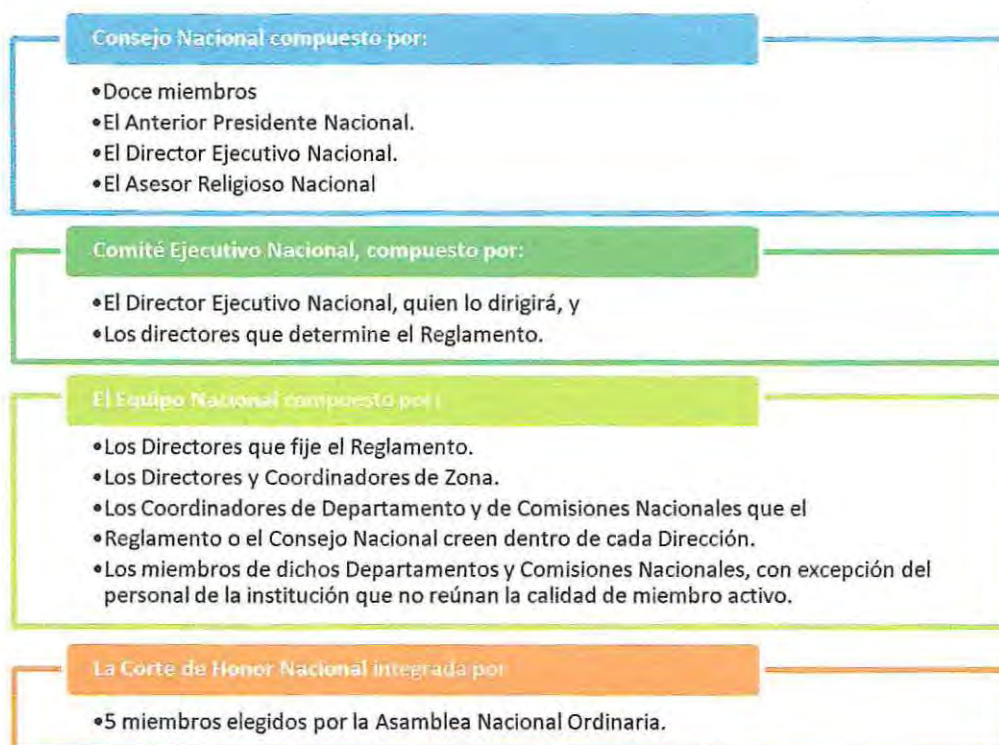 Consejo Nacional compuesto por:
•Doce miembros
•El Anterior Presidente Nacional.
•El Director Ejecutivo Nacional.
•El Asesor Religioso Nacional
Comité Ejecutivo Nacional, compuesto por:
•El Director Ejecutivo Nacional, quien lo dirigirá, y
•Los directores que determine el Reglamento.
El Equipo Nacional compuesto por:
•Los Directores que fije el Reglamento.
•Los Directores y Coordinadores de Zona.
•Los Coordinadores de Departamento y de Comisiones Nacionales que el
•Reglamento o el Consejo Nacional creen dentro de cada Dirección.
•Los miembros de dichos Departamentos y Comisiones Nacionales, con excepción del
personal de la institución que no reúnan la calidad de miembro activo.
La Corte de Honor Nacional integrada por
•5 miembros elegidos por la Asamblea Nacional Ordinaria.